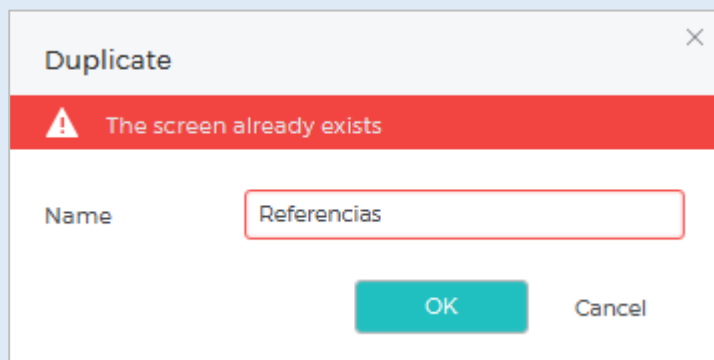 Duplicate
The screen already exists
Name
Referencias
OK
Cancel